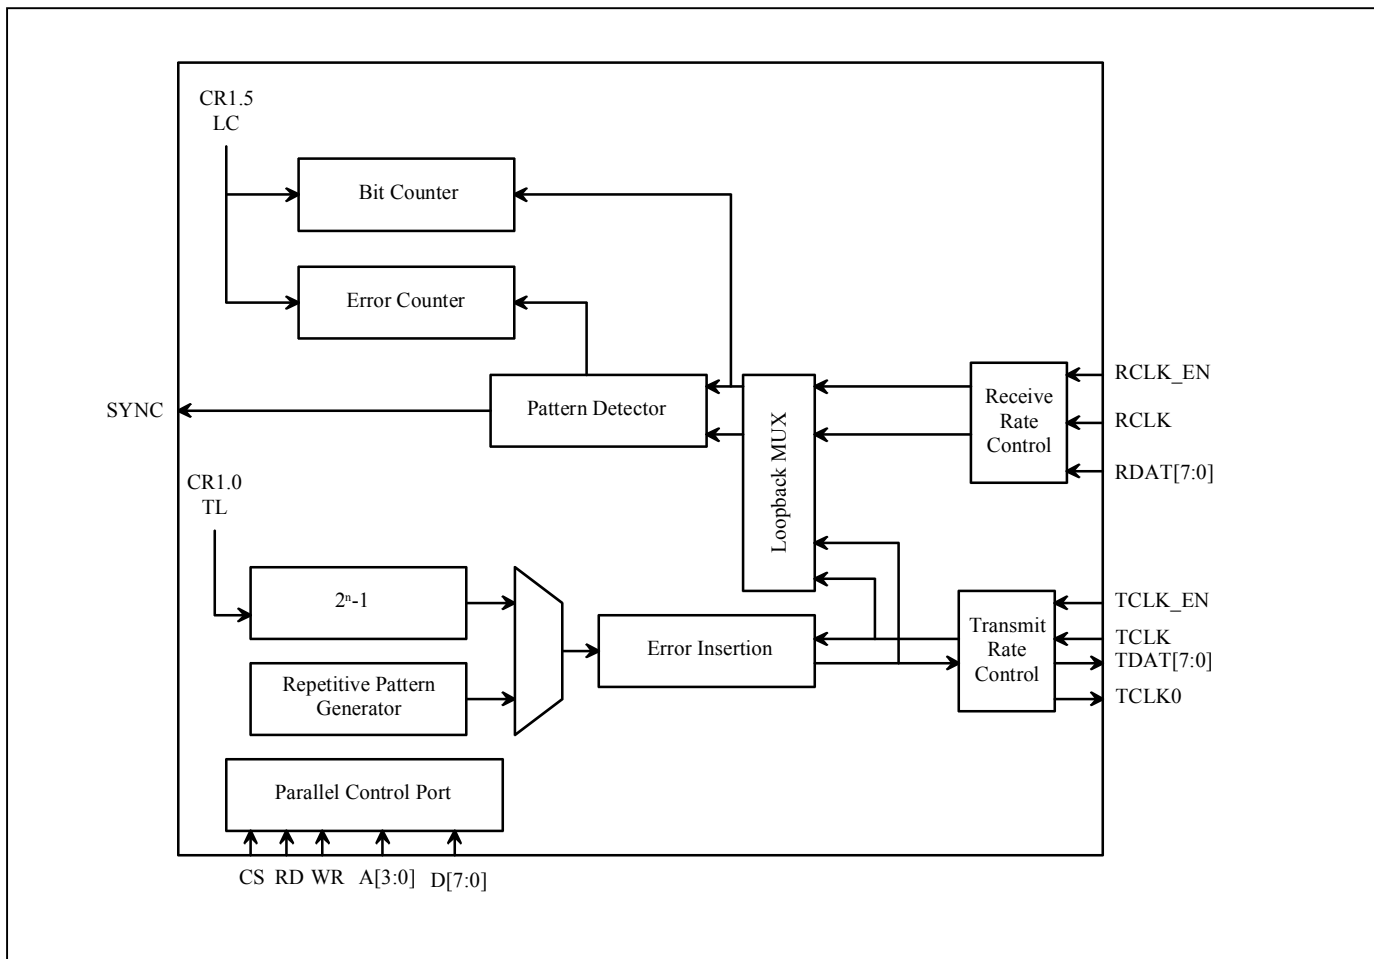 CR1.5
LC
Bit Counter
Error Counter
RCLK_EN
Receive
Rate
Control
RCLK
RDAT[7:0]
SYNC
Pattern Detector
Loopback MUX
CR1.0
TL
2ⁿ-1
Repetitive Pattern
Generator
Error Insertion
Transmit
Rate
Control
TCLK_EN
TCLK
TDAT[7:0]
TCLK0
Parallel Control Port
CS RD WR A[3:0] D[7:0]